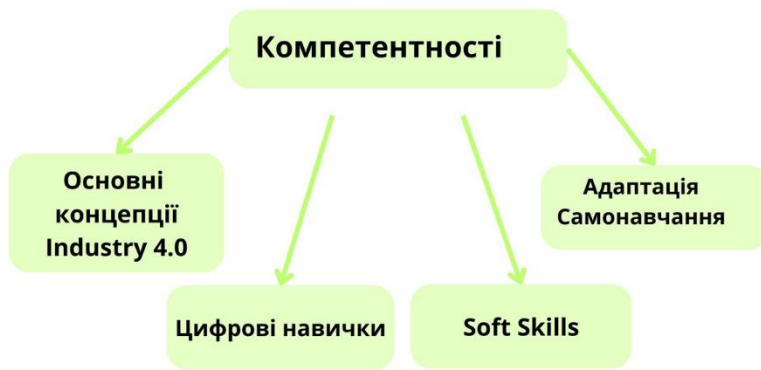 Компетентності
Основні
концепції
Industry 4.0
Адаптація
Самонавчання
Цифрові навички
Soft Skills